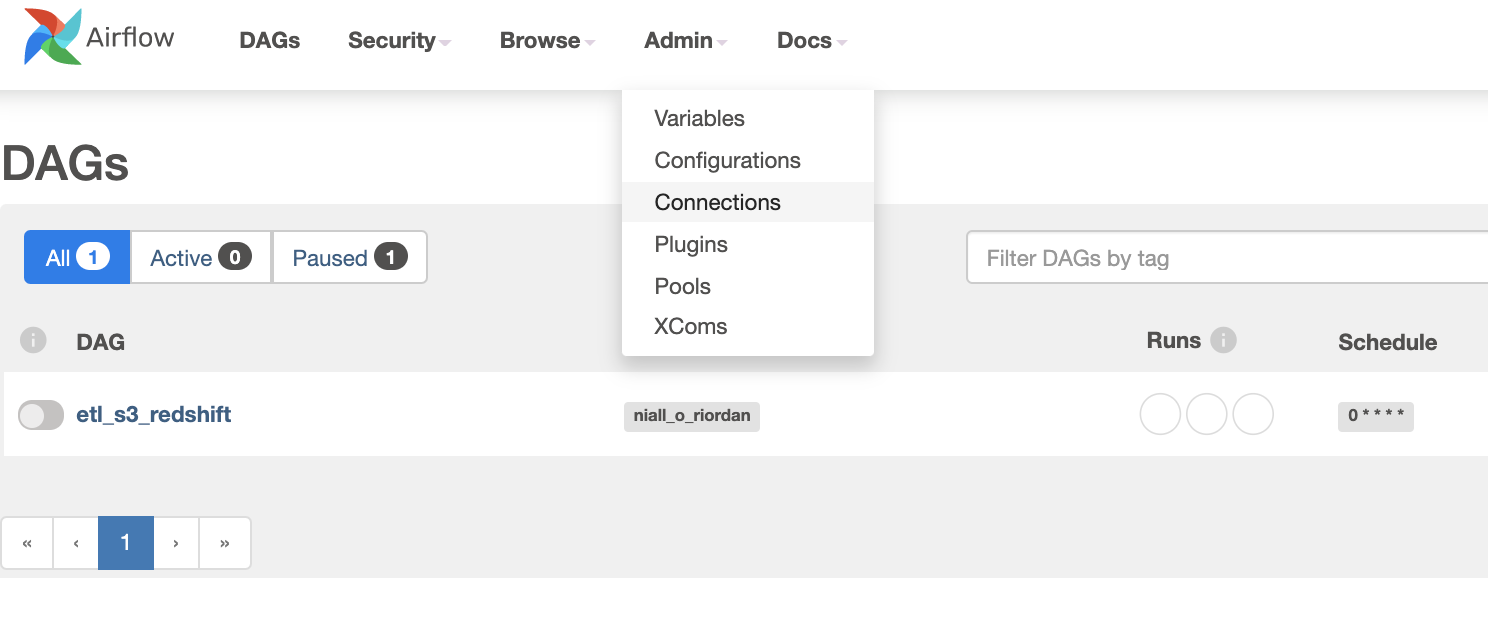 Airflow DAGs Security Browse Admin Docs
Variables
Configurations
Connections
Plugins
Pools
XComs
DAGs
All 1 Active 0 Paused 1 Filter DAGs by tag
i DAG Runs i Schedule
etl_s3_redshift niall_o_riordan 0 * * * *
« ‹ 1 › »